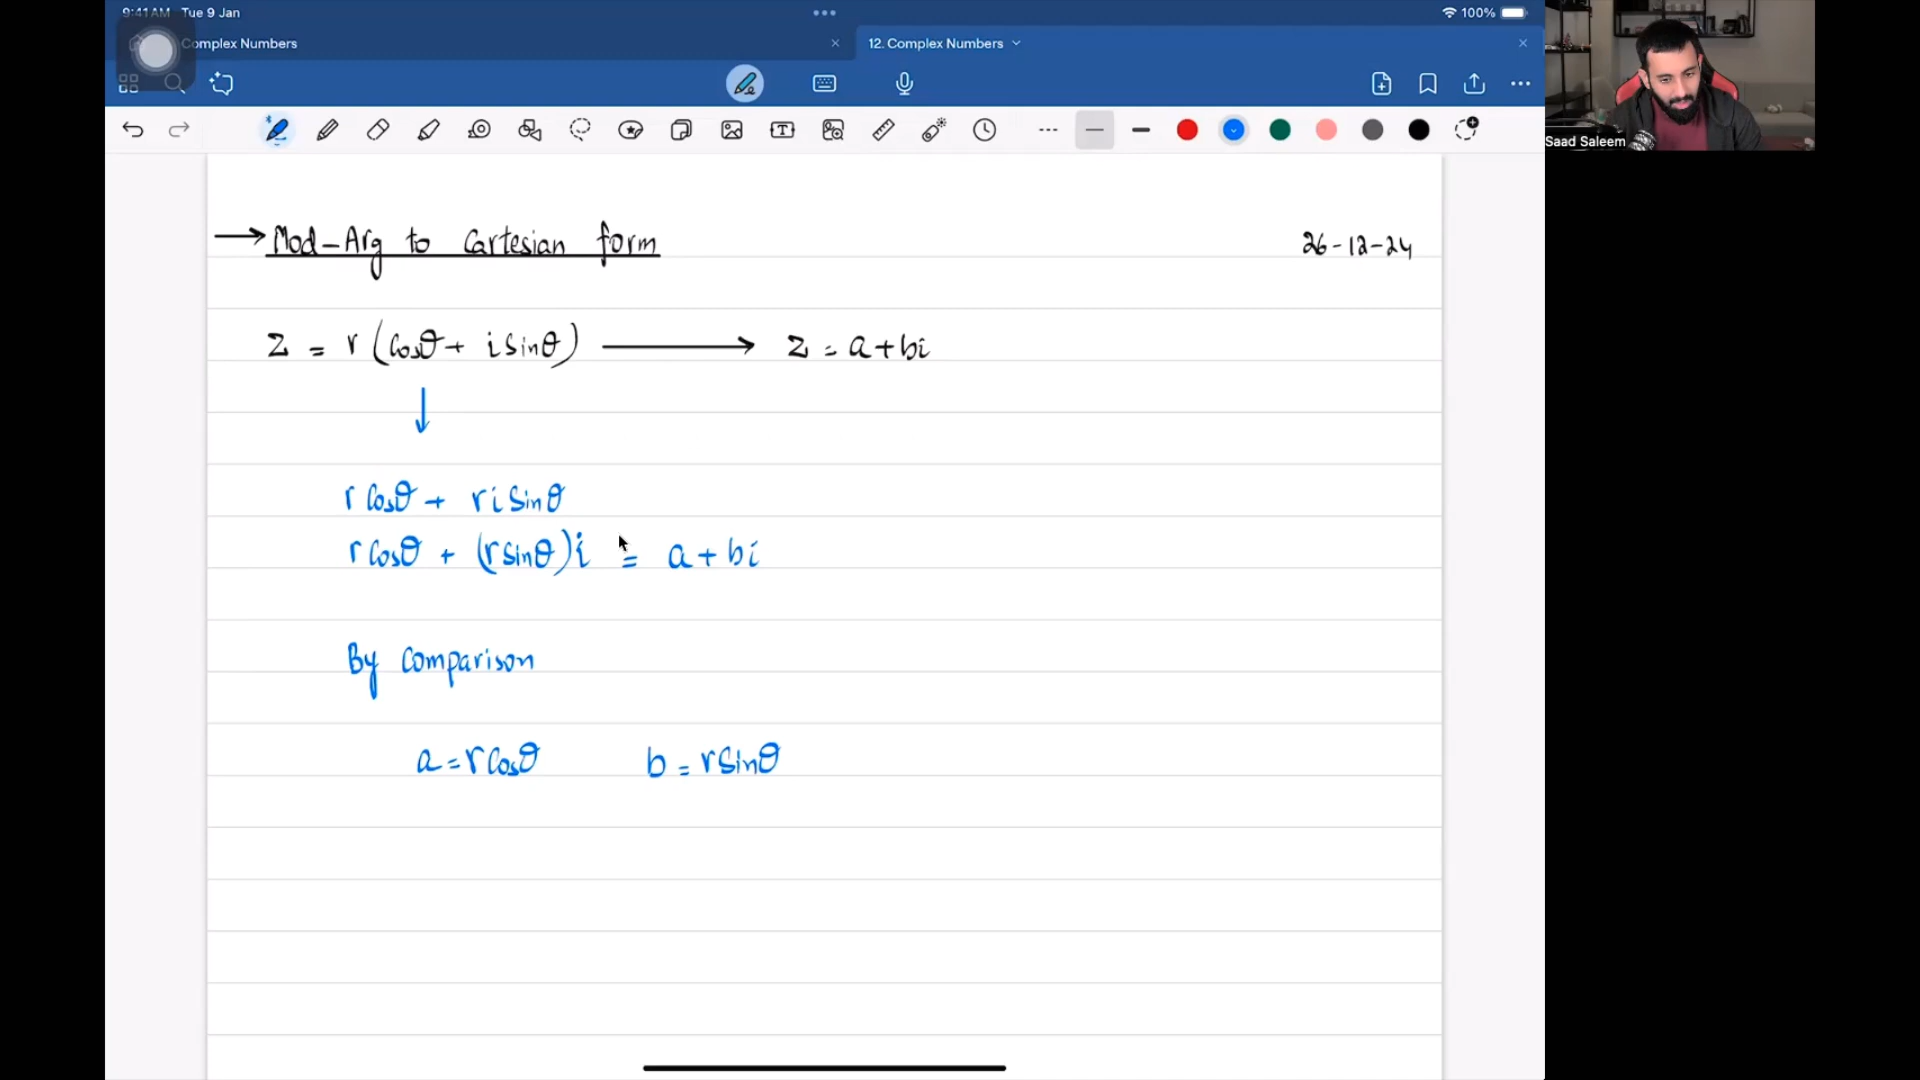 9:41 AM Tue 9 Jan
100%
Complex Numbers
12. Complex Numbers
Saad Saleem
→ Mod-Arg to Cartesian form
26-12-24
z = r (Cosθ + i Sinθ) → z = a + bi
↓
r Cosθ + r i Sinθ
r Cosθ + (r Sinθ) i = a + bi
By Comparison
a = r Cosθ b = r Sinθ